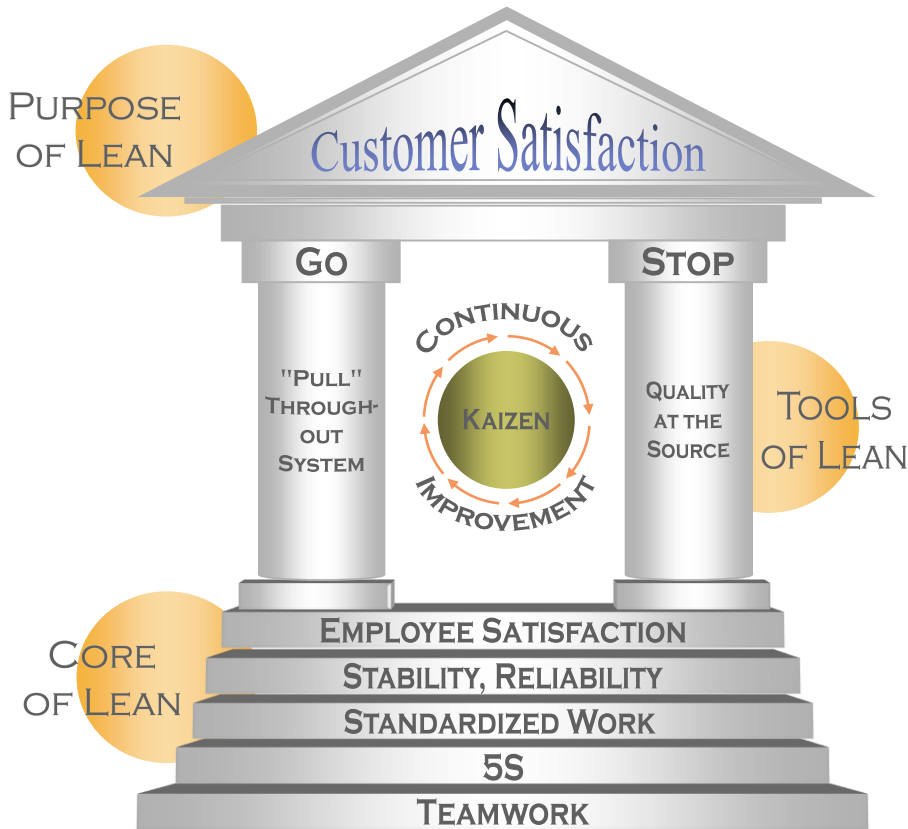 Purpose
of Lean
Customer Satisfaction
Go
Stop
"Pull"
Through-
out
System
Continuous
Kaizen
Improvement
Quality
at the
Source
Tools
of Lean
Core
of Lean
Employee Satisfaction
Stability, Reliability
Standardized Work
5S
Teamwork